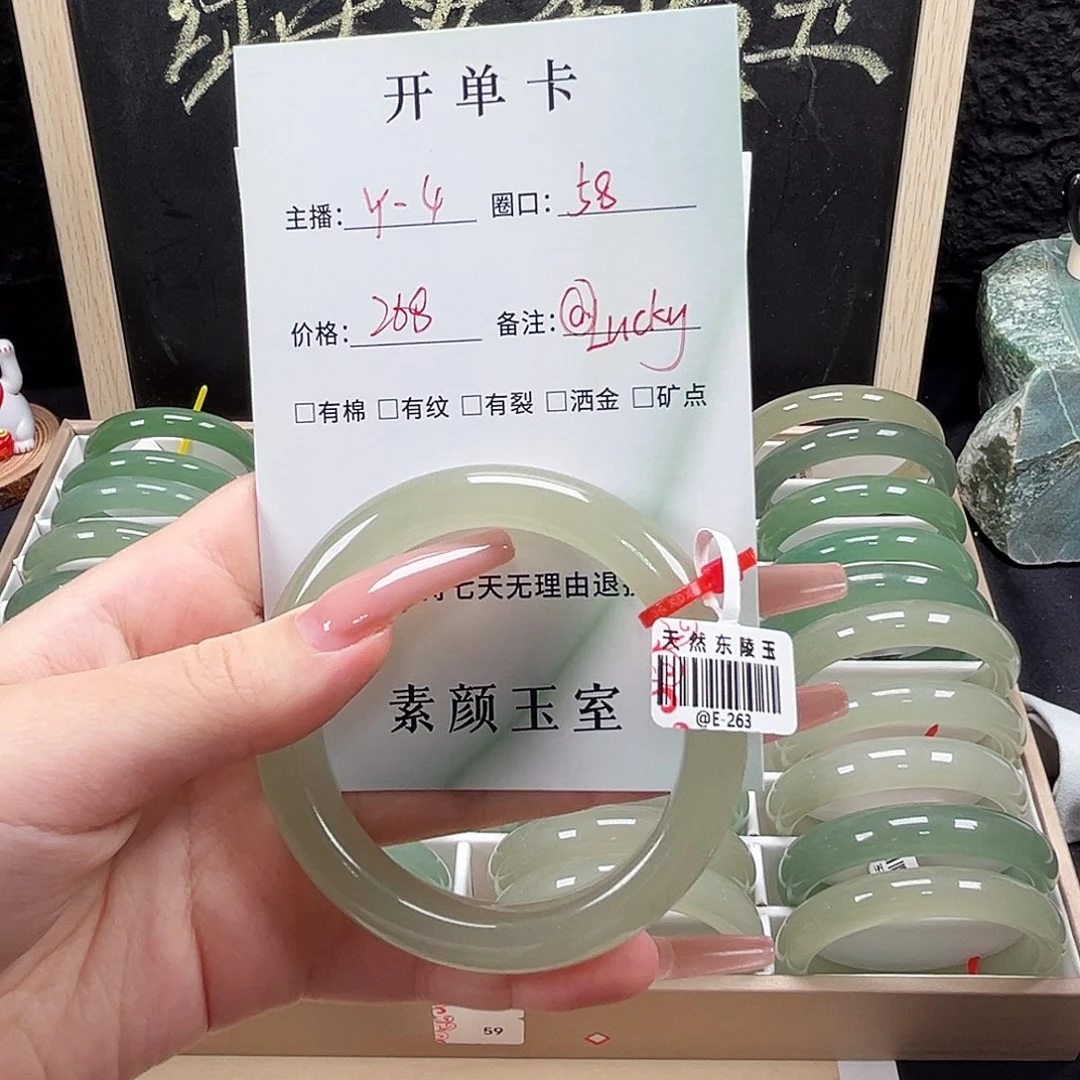 开单卡
主播: y-4 圈口: 58
价格: 268 备注: @Lucky
□有棉 □有纹 □有裂 □洒金 □矿点
七天无理由退
素颜玉室
天然东陵玉
@E-263
59